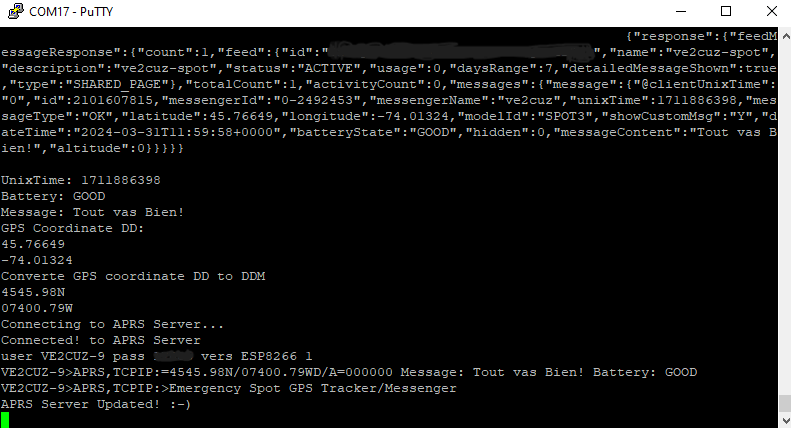 COM17 - PuTTY
{"response":{"feedM
essageResponse":{"count":1,"feed":{"id":" ","name":"ve2cuz-spot",
"description":"ve2cuz-spot","status":"ACTIVE","usage":0,"daysRange":7,"detailedMessageShown":true
,"type":"SHARED_PAGE"},"totalCount":1,"activityCount":0,"messages":{"message":{"@clientUnixTime":
"0","id":2101607815,"messengerId":"0-2492453","messengerName":"ve2cuz","unixTime":1711886398,"mes
sageType":"OK","latitude":45.76649,"longitude":-74.01324,"modelId":"SPOT3","showCustomMsg":"Y","d
ateTime":"2024-03-31T11:59:58+0000","batteryState":"GOOD","hidden":0,"messageContent":"Tout vas B
ien!","altitude":0}}}}}
UnixTime: 1711886398
Battery: GOOD
Message: Tout vas Bien!
GPS Coordinate DD:
45.76649
-74.01324
Converte GPS coordinate DD to DDM
4545.98N
07400.79W
Connecting to APRS Server...
Connected! to APRS Server
user VE2CUZ-9 pass vers ESP8266 1
VE2CUZ-9>APRS,TCPIP:=4545.98N/07400.79WD/A=000000 Message: Tout vas Bien! Battery: GOOD
VE2CUZ-9>APRS,TCPIP:>Emergency Spot GPS Tracker/Messenger
APRS Server Updated! :-)